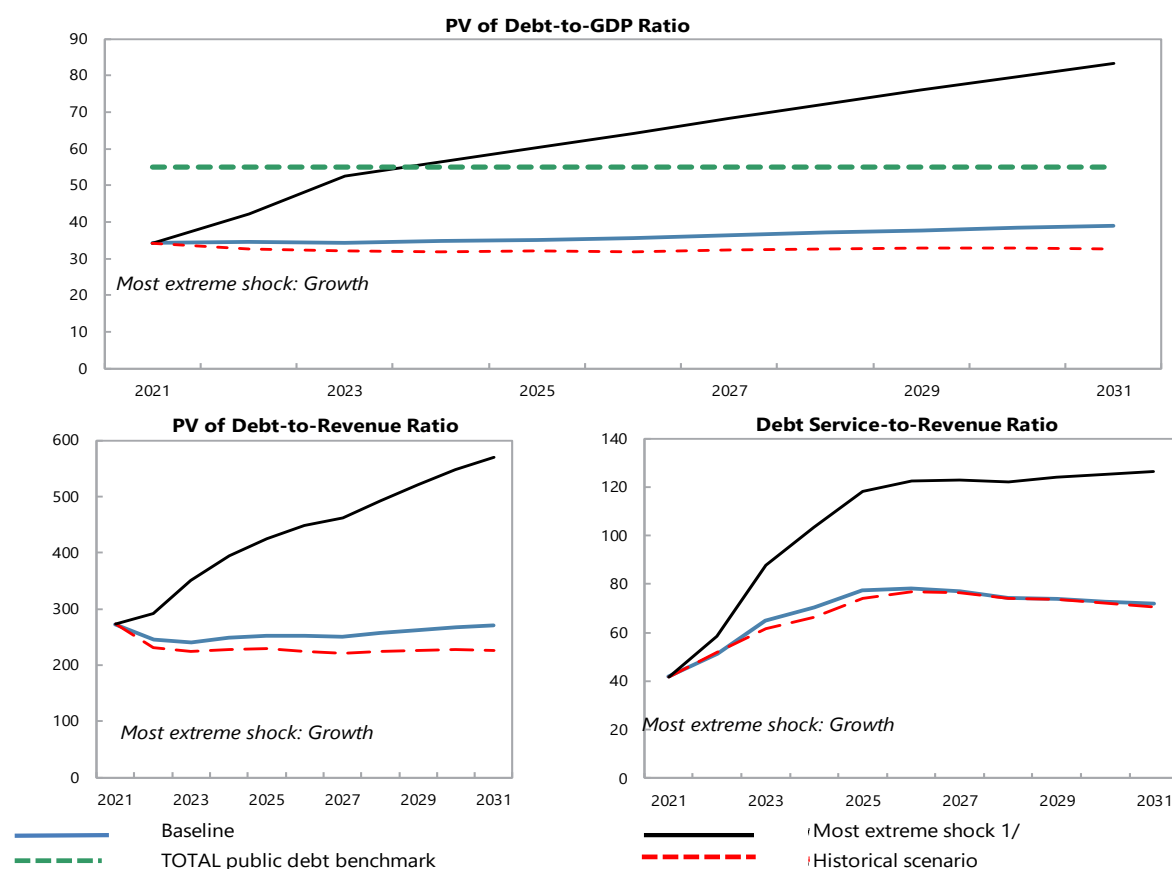 PV of Debt-to-GDP Ratio
90
80
70
60
50
40
30
20
10
0
Most extreme shock: Growth
2021 2023 2025 2027 2029 2031
PV of Debt-to-Revenue Ratio
600
500
400
300
200
100
0
Most extreme shock: Growth
2021 2023 2025 2027 2029 2031
Debt Service-to-Revenue Ratio
140
120
100
80
60
40
20
0
Most extreme shock: Growth
2021 2023 2025 2027 2029 2031
Baseline
Most extreme shock 1/
TOTAL public debt benchmark
Historical scenario